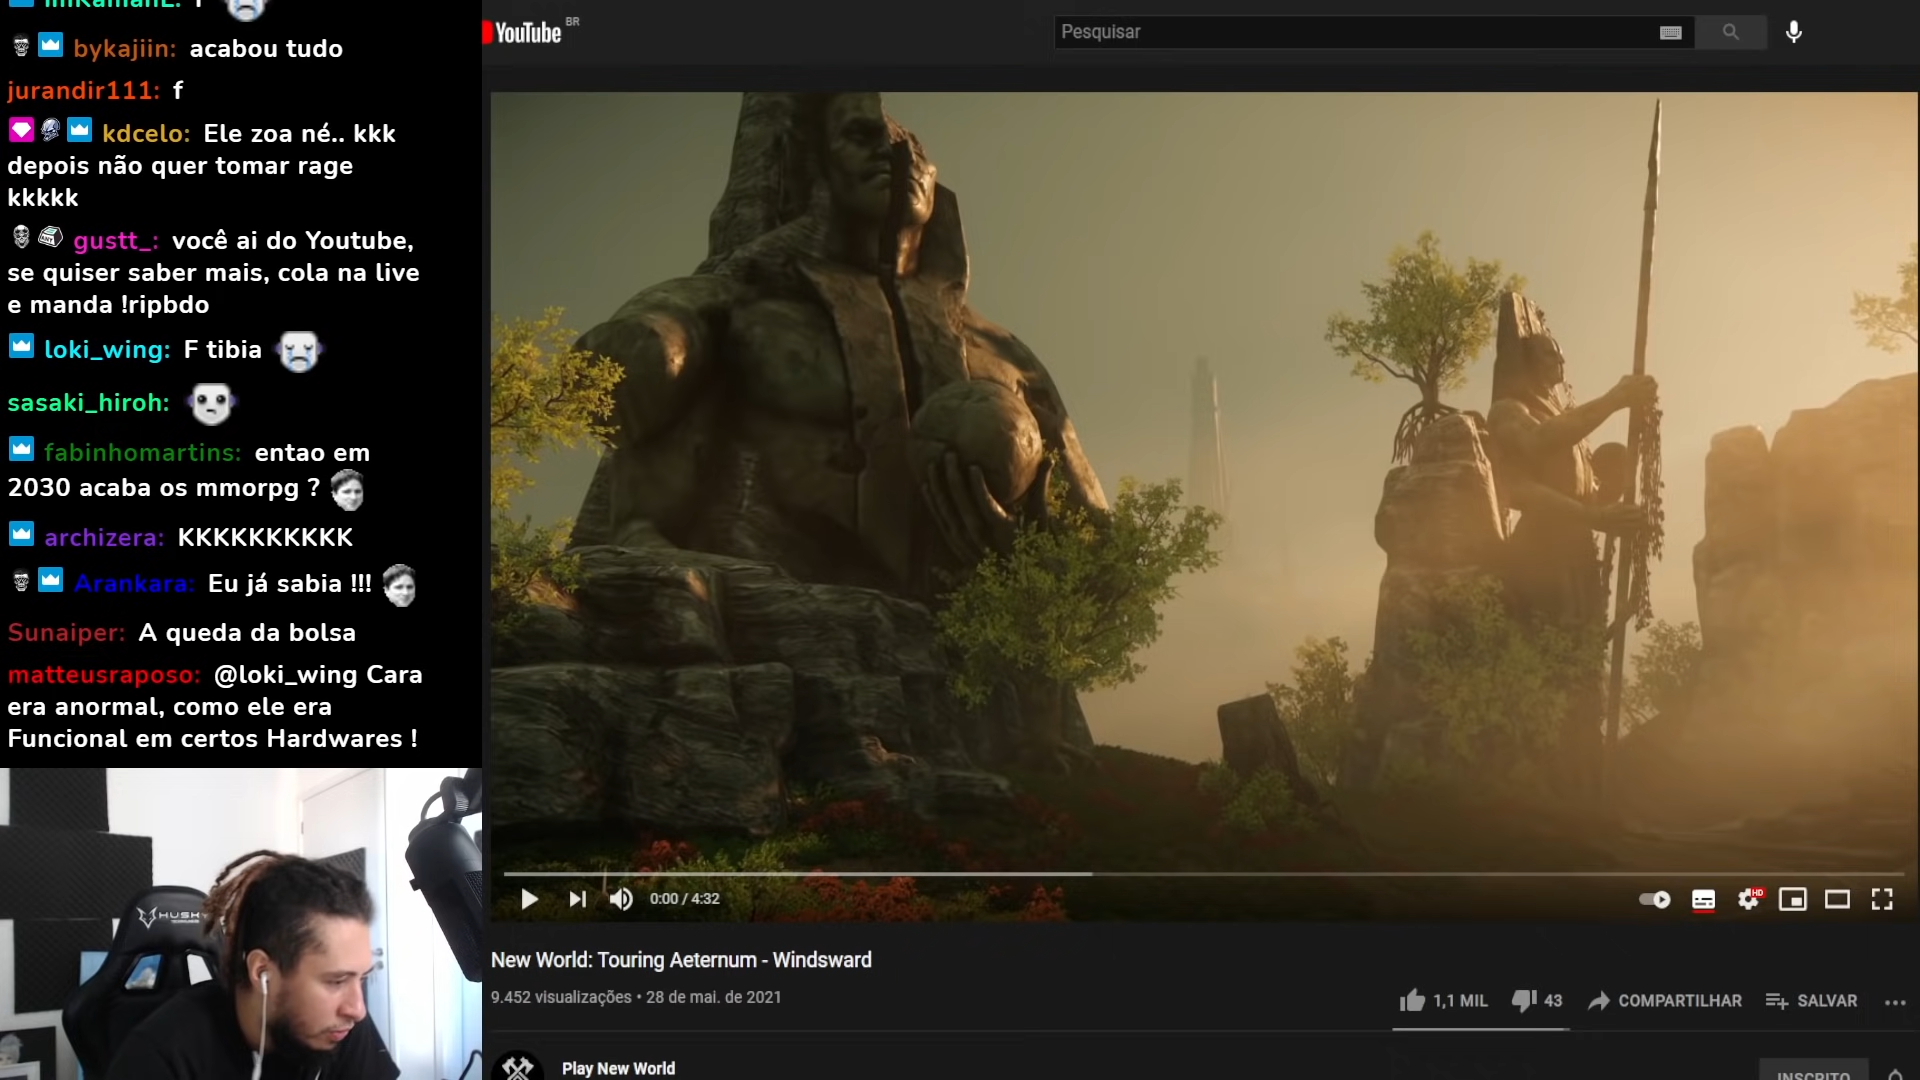 bykajiin: acabou tudo
jurandir111: f
kdcelo: Ele zoa né.. kkk
depois não quer tomar rage
kkkkk
gustt_: você ai do Youtube,
se quiser saber mais, cola na live
e manda !ripbdo
loki_wing: F tibia
sasaki_hiroh:
fabinhomartins: entao em
2030 acaba os mmorpg ?
archizera: KKKKKKKKKK
Arankara: Eu já sabia !!!
Sunaiper: A queda da bolsa
matteusraposo: @loki_wing Cara
era anormal, como ele era
Funcional em certos Hardwares !
HUSKY
YouTube BR
Pesquisar
0:00 / 4:32
HD
New World: Touring Aeternum - Windsward
9.452 visualizações • 28 de mai. de 2021
1,1 MIL 43 COMPARTILHAR SALVAR
Play New World
INSCRITO